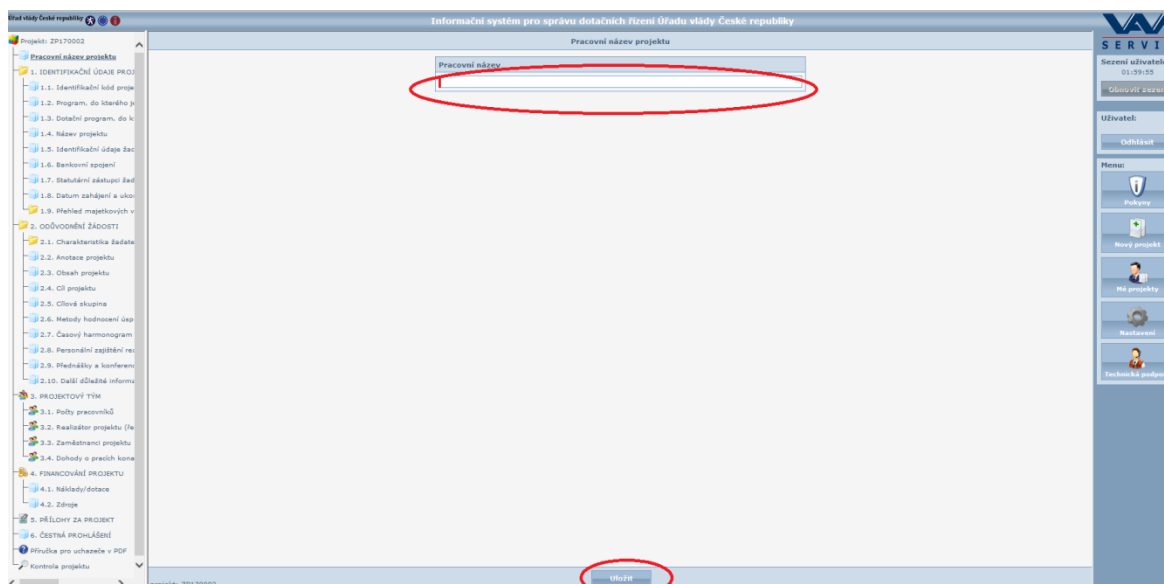 Úřad vlády České republiky
Informační systém pro správu dotačních řízení Úřadu vlády České republiky
Projekt: ZP170002
Pracovní název projektu
1. IDENTIFIKAČNÍ ÚDAJE PROJ
1.1. Identifikační kód proje
1.2. Program, do kterého je
1.3. Dotační program, do k
1.4. Název projektu
1.5. Identifikační údaje žad
1.6. Bankovní spojení
1.7. Statutární zástupci žad
1.8. Datum zahájení a uko
1.9. Přehled majetkových v
2. ODŮVODNĚNÍ ŽÁDOSTI
2.1. Charakteristika žadate
2.2. Anotace projektu
2.3. Obsah projektu
2.4. Cíl projektu
2.5. Cílová skupina
2.6. Metody hodnocení úsp
2.7. Časový harmonogram
2.8. Personální zajištění rea
2.9. Přednášky a konferenc
2.10. Další důležité informa
3. PROJEKTOVÝ TÝM
3.1. Počty pracovníků
3.2. Realizátor projektu (ře
3.3. Zaměstnanci projektu
3.4. Dohody o pracích kona
4. FINANCOVÁNÍ PROJEKTU
4.1. Náklady/dotace
4.2. Zdroje
5. PŘÍLOHY ZA PROJEKT
6. ČESTNÁ PROHLÁŠENÍ
Příručka pro uchazeče v PDF
Kontrola projektu
Pracovní název projektu
Pracovní název
projekt: ZP170002
Uložit
SERVI
Sezení uživatele
01:59:55
Obnovit sezen
Uživatel:
Odhlásit
Menu:
Pokyny
Nový projekt
Mé projekty
Nastavení
Technická podpor